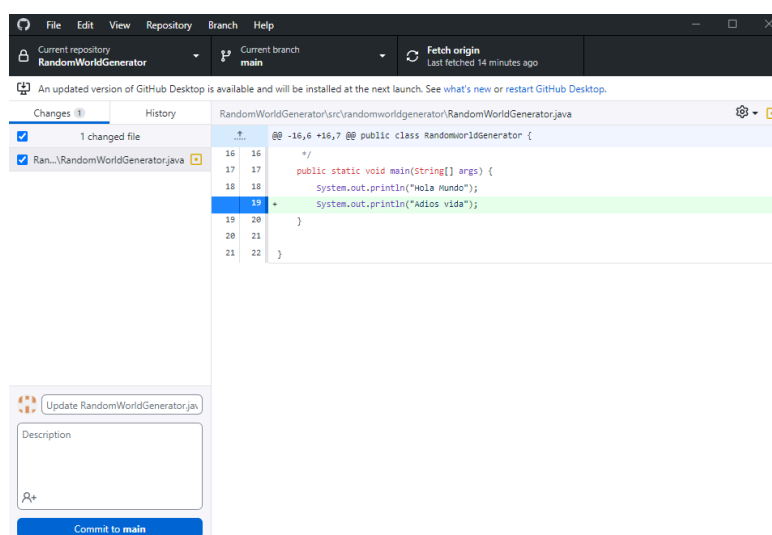 File Edit View Repository Branch Help
Current repository
RandomWorldGenerator
Current branch
main
Fetch origin
Last fetched 14 minutes ago
An updated version of GitHub Desktop is available and will be installed at the next launch. See what's new or restart GitHub Desktop.
Changes 1 History
1 changed file
Ran...\RandomWorldGenerator.java
RandomWorldGenerator\src\randomworldgenerator\RandomWorldGenerator.java
@@ -16,6 +16,7 @@ public class RandomWorldGenerator {
16 16 */
17 17 public static void main(String[] args) {
18 18 System.out.println("Hola Mundo");
19 + System.out.println("Adios vida");
19 20 }
20 21
21 22 }
Update RandomWorldGenerator.jav
Description
Commit to main